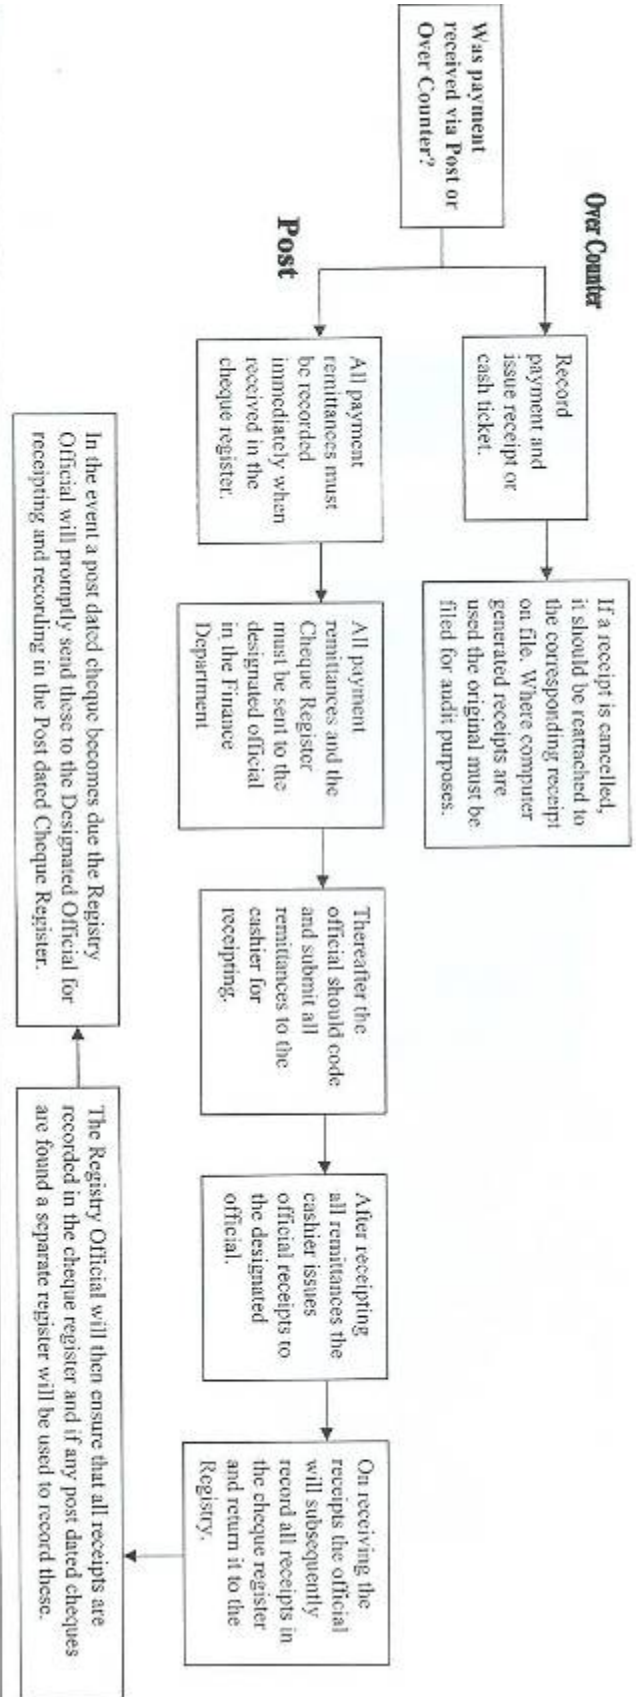 Was payment
received via Post or
Over Counter?
Over Counter
Record
payment and
issue receipt or
cash ticket.
If a receipt is cancelled,
it should be reattached to
the corresponding receipt
on file. Where computer
generated receipts are
used the original must be
filed for audit purposes.
Post
All payment
remittances must
be recorded
immediately when
received in the
cheque register.
All payment
remittances and the
Cheque Register
must be sent to the
designated official
in the Finance
Department
Thereafter the
official should code
and submit all
remittances to the
cashier for
receipting.
After receipting
all remittances the
cashier issues
official receipts to
the designated
official.
On receiving the
receipts the official
will subsequently
record all receipts in
the cheque register
and return it to the
Registry.
The Registry Official will then ensure that all receipts are
recorded in the cheque register and if any post dated cheques
are found a separate register will be used to record these.
In the event a post dated cheque becomes due the Registry
Official will promptly send these to the Designated Official for
receipting and recording in the Post dated Cheque Register.